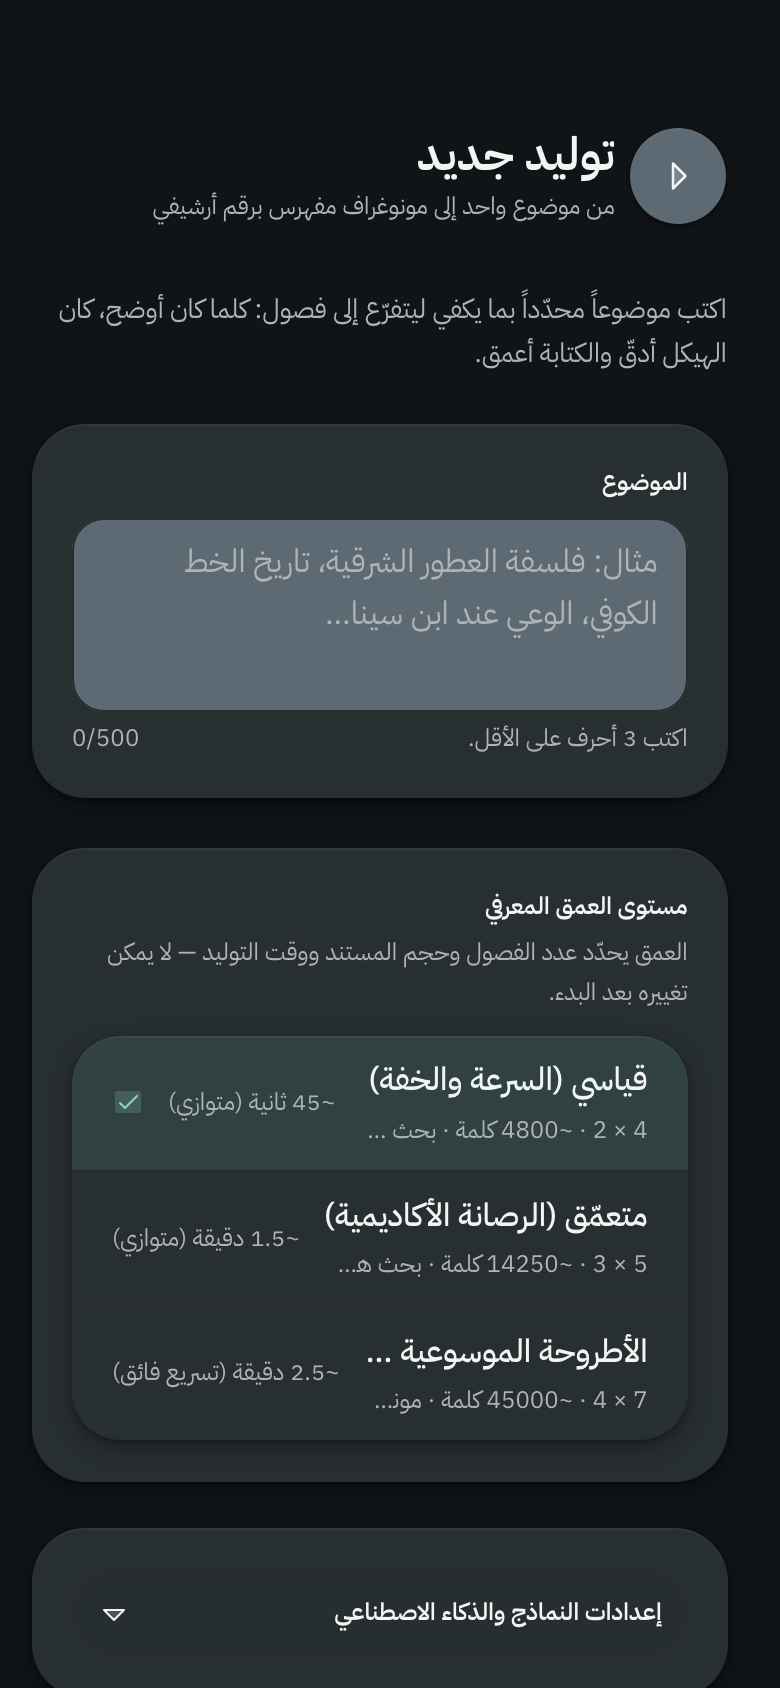 توليد جديد
من موضوع واحد إلى مونوغراف مفهرس برقم أرشيفي
اكتب موضوعاً محدّداً بما يكفي ليتفرّع إلى فصول: كلما كان أوضح، كان
الهيكل أدقّ والكتابة أعمق.
الموضوع
مثال: فلسفة العطور الشرقية، تاريخ الخط
الكوفي، الوعي عند ابن سينا...
اكتب 3 أحرف على الأقل.
0/500
مستوى العمق المعرفي
العمق يحدّد عدد الفصول وحجم المستند ووقت التوليد — لا يمكن
تغييره بعد البدء.
قياسي (السرعة والخفة)
~45 ثانية (متوازي)
4 × 2 · ~4800 كلمة · بحث ...
متعمّق (الرصانة الأكاديمية)
~1.5 دقيقة (متوازي)
5 × 3 · ~14250 كلمة · بحث هـ...
الأطروحة الموسوعية ...
~2.5 دقيقة (تسريع فائق)
7 × 4 · ~45000 كلمة · مونـ...
إعدادات النماذج والذكاء الاصطناعي